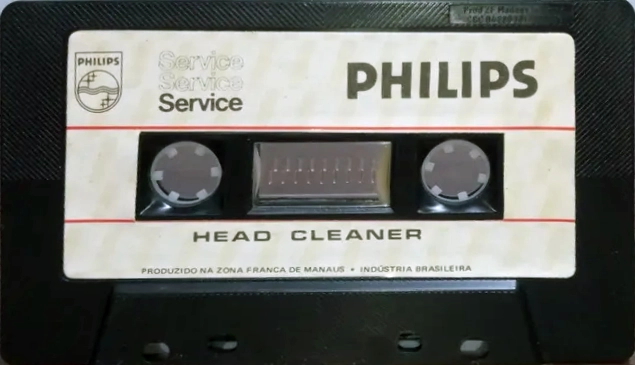 PHILIPS
Service
Service
Service
PHILIPS
HEAD CLEANER
PRODUZIDO NA ZONA FRANCA DE MANAUS • INDÚSTRIA BRASILEIRA